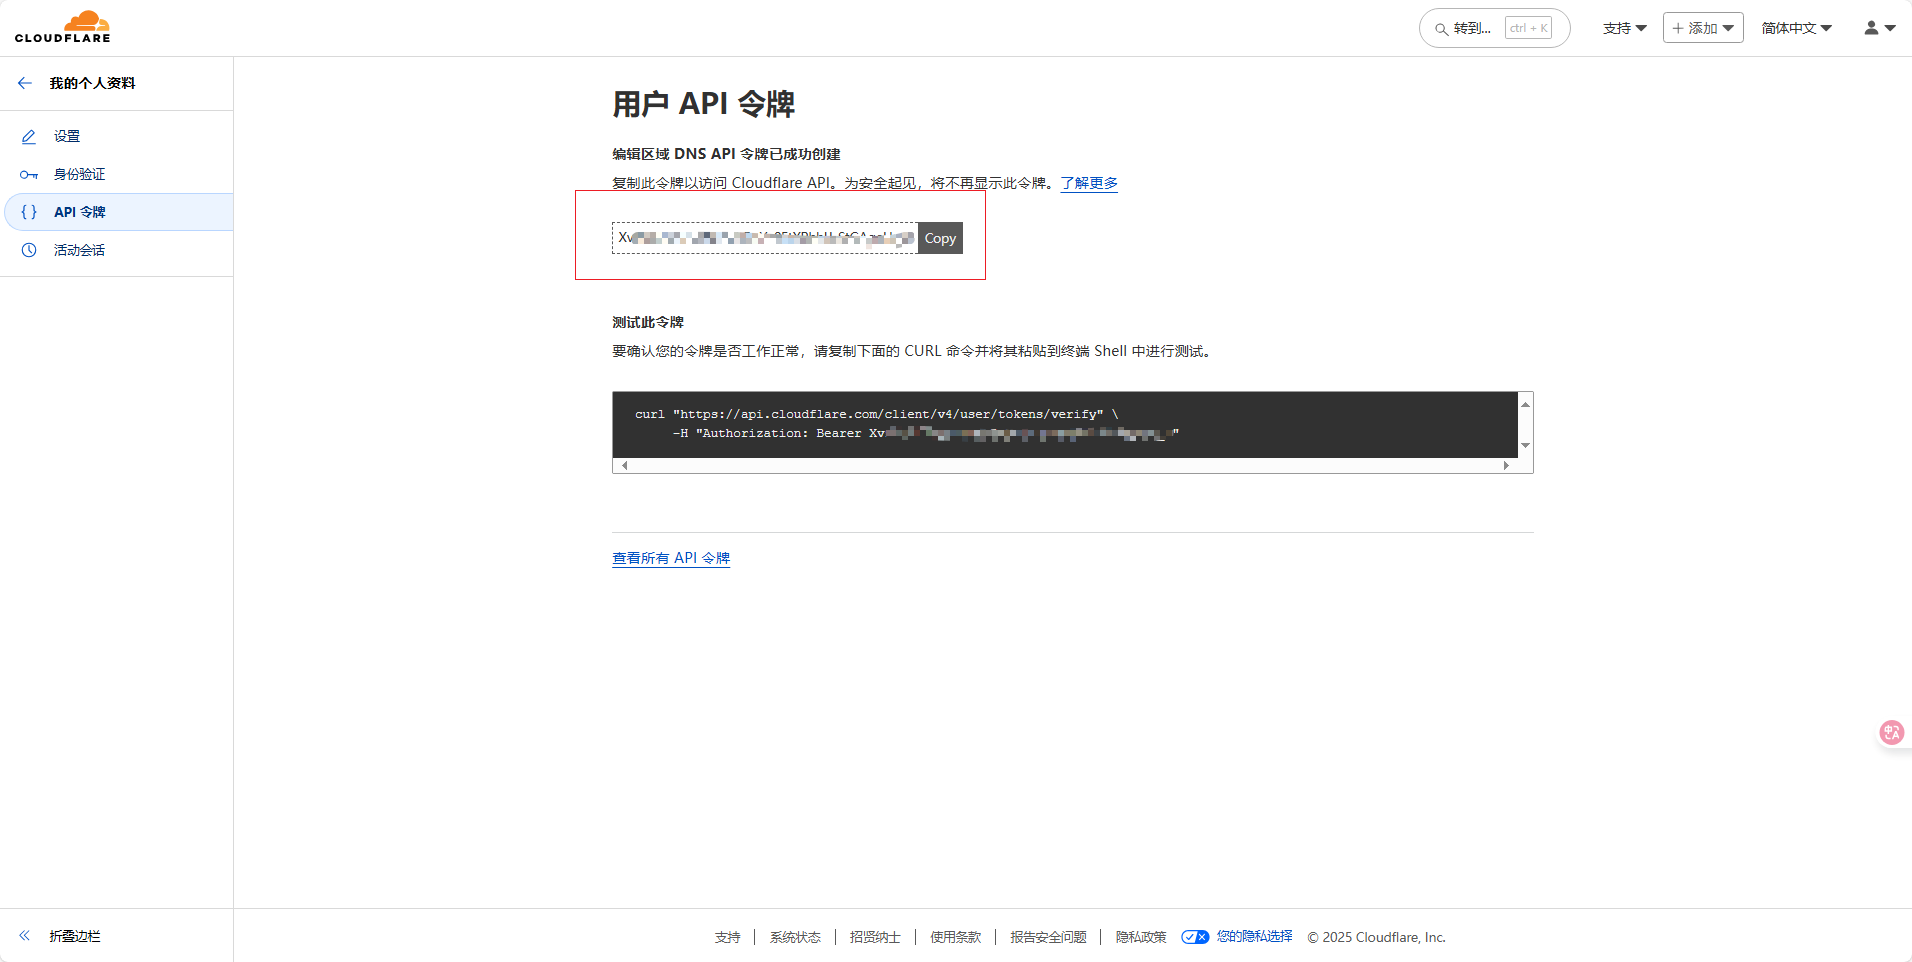 CLOUDFLARE
转到... ctrl + K
支持
添加
简体中文
我的个人资料
设置
身份验证
API 令牌
活动会话
用户 API 令牌
编辑区域 DNS API 令牌已成功创建
复制此令牌以访问 Cloudflare API。为安全起见，将不再显示此令牌。了解更多
Copy
测试此令牌
要确认您的令牌是否工作正常，请复制下面的 CURL 命令并将其粘贴到终端 Shell 中进行测试。
curl "https://api.cloudflare.com/client/v4/user/tokens/verify" \
-H "Authorization: Bearer
查看所有 API 令牌
折叠边栏
支持
系统状态
招贤纳士
使用条款
报告安全问题
隐私政策
您的隐私选择
© 2025 Cloudflare, Inc.